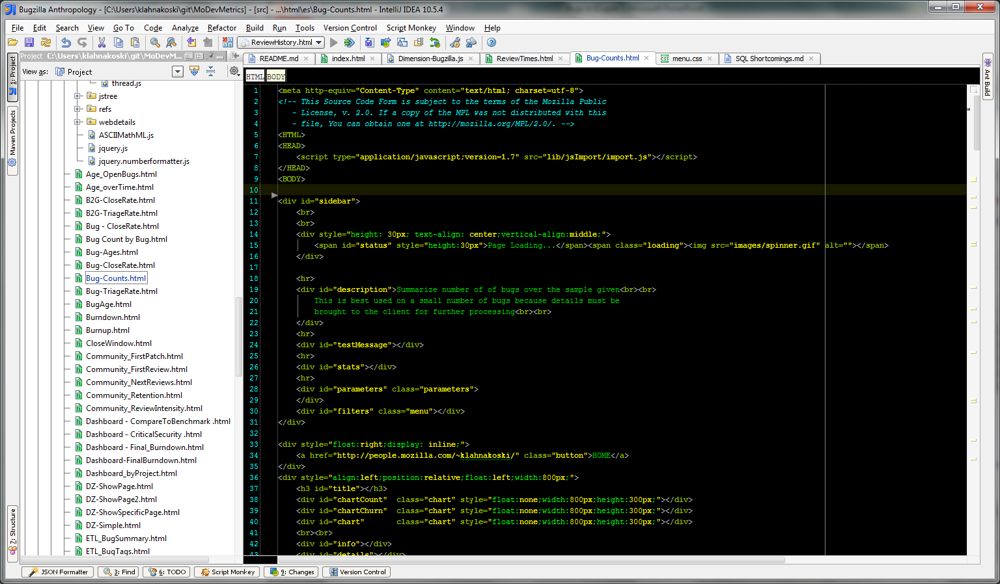 Bugzilla Anthropology - [C:\Users\klahnakoski\git\MoDevMetrics] - [src] - ...\html\es\Bug-Counts.html - IntelliJ IDEA 10.5.4
File Edit Search View Go To Code Analyze Refactor Build Run Tools Version Control Script Monkey Window Help
ReviewHistory.html
Project C:\Users\klahnakoski\git\MoDevM...
README.md index.html Dimension-Bugzilla.js ReviewTimes.html Bug-Counts.html menu.css SQL Shortcomings.md
View as: Project
HTML BODY
1: Project
Maven Projects
Z: Structure
Ant Build
thread.js
jstree
refs
webdetails
ASCIIMathML.js
jquery.js
jquery.numberformatter.js
Age_OpenBugs.html
Age_overTime.html
B2G-CloseRate.html
B2G-TriageRate.html
Bug - CloseRate.html
Bug Count by Bug.html
Bug-Ages.html
Bug-CloseRate.html
Bug-Counts.html
Bug-TriageRate.html
BugAge.html
Burndown.html
Burnup.html
CloseWindow.html
Community_FirstPatch.html
Community_FirstReview.html
Community_NextReviews.html
Community_Retention.html
Community_ReviewIntensity.html
Dashboard - CompareToBenchmark .html
Dashboard - CriticalSecurity .html
Dashboard - Final_Burndown.html
Dashboard-FinalBurndown.html
Dashboard_byProject.html
DZ-ShowPage.html
DZ-ShowPage2.html
DZ-ShowSpecificPage.html
DZ-Simple.html
ETL_BugSummary.html
ETL_BugTags.html
1 <meta http-equiv="Content-Type" content="text/html; charset=utf-8">
2 <!-- This Source Code Form is subject to the terms of the Mozilla Public
3 - License, v. 2.0. If a copy of the MPL was not distributed with this
4 - file, You can obtain one at http://mozilla.org/MPL/2.0/. -->
5 <HTML>
6 <HEAD>
7 <script type="application/javascript;version=1.7" src="lib/jsImport/import.js"></script>
8 </HEAD>
9 <BODY>
10
11 <div id="sidebar">
12 <br>
13 <br>
14 <div style="height: 30px; text-align: center;vertical-align:middle;">
15 <span id="status" style="height:30px">Page Loading...</span><span class="loading"><img src="images/spinner.gif" alt=""></span>
16 </div>
17
18 <hr>
19 <div id="description">Summarize number of of bugs over the sample given<br><br>
20 This is best used on a small number of bugs because details must be
21 brought to the client for further processing<br><br>
22 </div>
23 <hr>
24 <div id="testMessage"></div>
25 <hr>
26 <div id="stats"></div>
27 <hr>
28 <div id="parameters" class="parameters">
29 </div>
30 <div id="filters" class="menu"></div>
31 </div>
32
33 <div style="float:right;display: inline;">
34 <a href="http://people.mozilla.com/~klahnakoski/" class="button">HOME</a>
35 </div>
36 <div style="align:left;position:relative;float:left;width:800px;">
37 <h3 id="title"></h3>
38 <div id="chartCount" class="chart" style="float:none;width:800px;height:300px;"></div>
39 <div id="chartChurn" class="chart" style="float:none;width:800px;height:300px;"></div>
40 <div id="chart" class="chart" style="float:none;width:800px;height:300px;"></div>
41 <br><br>
42 <div id="info"></div>
43 <div id="details"></div>
JSON Formatter 3: Find 6: TODO Script Monkey 9: Changes Version Control